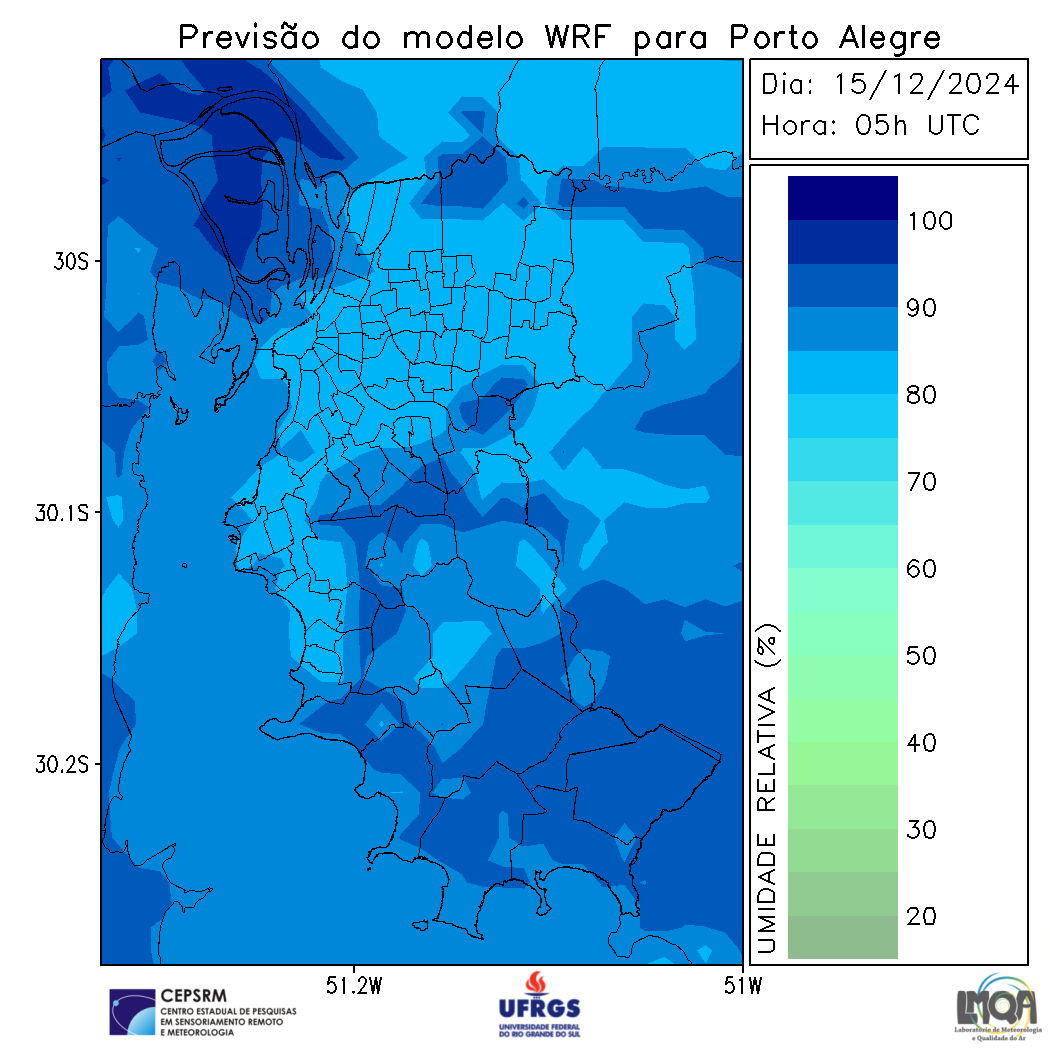 Previsão do modelo WRF para Porto Alegre
Dia: 15/12/2024
Hora: 05h UTC
30S
30.1S
30.2S
51.2W
51W
100
90
80
70
60
50
40
30
20
UMIDADE RELATIVA (%)
CEPSRM
CENTRO ESTADUAL DE PESQUISAS
EM SENSORIAMENTO REMOTO
E METEOROLOGIA
UFRGS
UNIVERSIDADE FEDERAL
DO RIO GRANDE DO SUL
LMQA
Laboratório de Meteorologia
e Qualidade do Ar